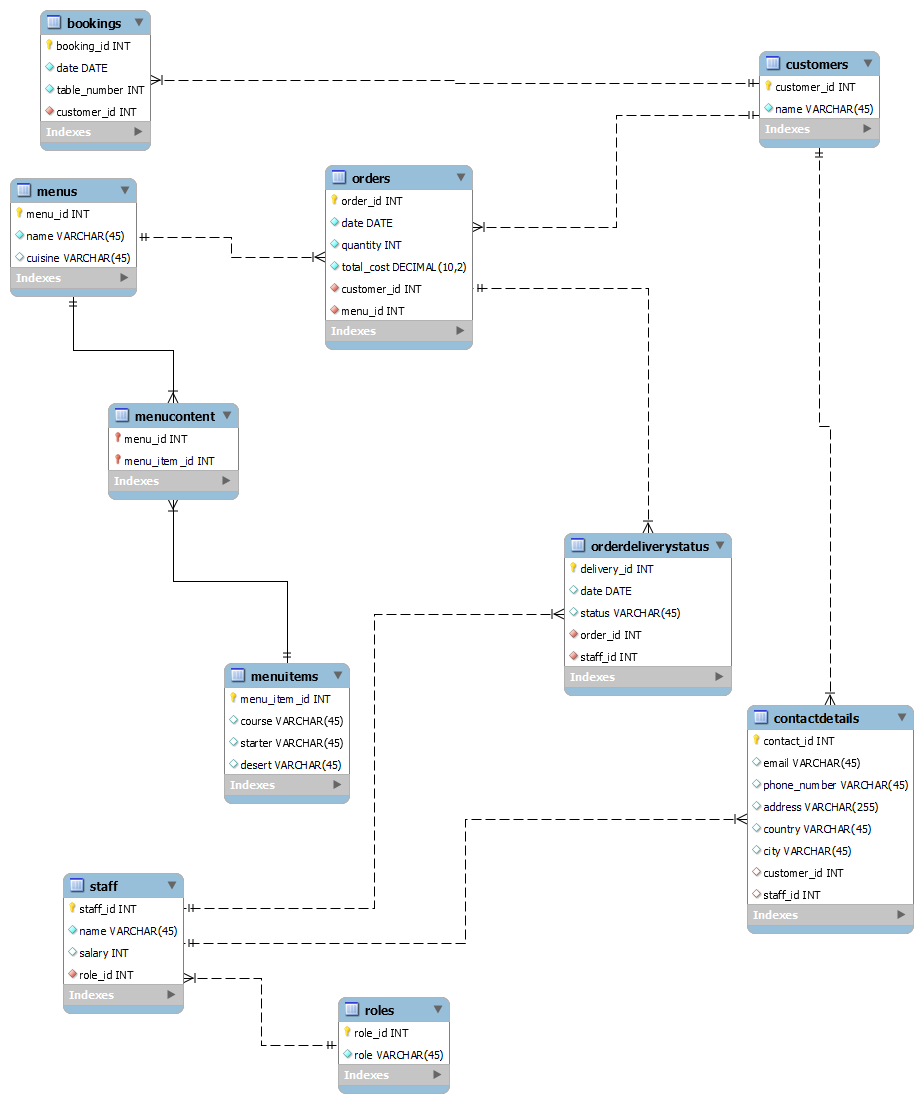 bookings
booking_id INT
date DATE
table_number INT
customer_id INT
Indexes
customers
customer_id INT
name VARCHAR(45)
Indexes
menus
menu_id INT
name VARCHAR(45)
cuisine VARCHAR(45)
Indexes
orders
order_id INT
date DATE
quantity INT
total_cost DECIMAL(10,2)
customer_id INT
menu_id INT
Indexes
menucontent
menu_id INT
menu_item_id INT
Indexes
orderdeliverystatus
delivery_id INT
date DATE
status VARCHAR(45)
order_id INT
staff_id INT
Indexes
menuitems
menu_item_id INT
course VARCHAR(45)
starter VARCHAR(45)
desert VARCHAR(45)
Indexes
contactdetails
contact_id INT
email VARCHAR(45)
phone_number VARCHAR(45)
address VARCHAR(255)
country VARCHAR(45)
city VARCHAR(45)
customer_id INT
staff_id INT
Indexes
staff
staff_id INT
name VARCHAR(45)
salary INT
role_id INT
Indexes
roles
role_id INT
role VARCHAR(45)
Indexes